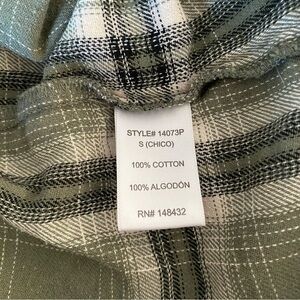 STYLE# 14073P
S (CHICO)
100% COTTON
100% ALGODÓN
RN# 148432